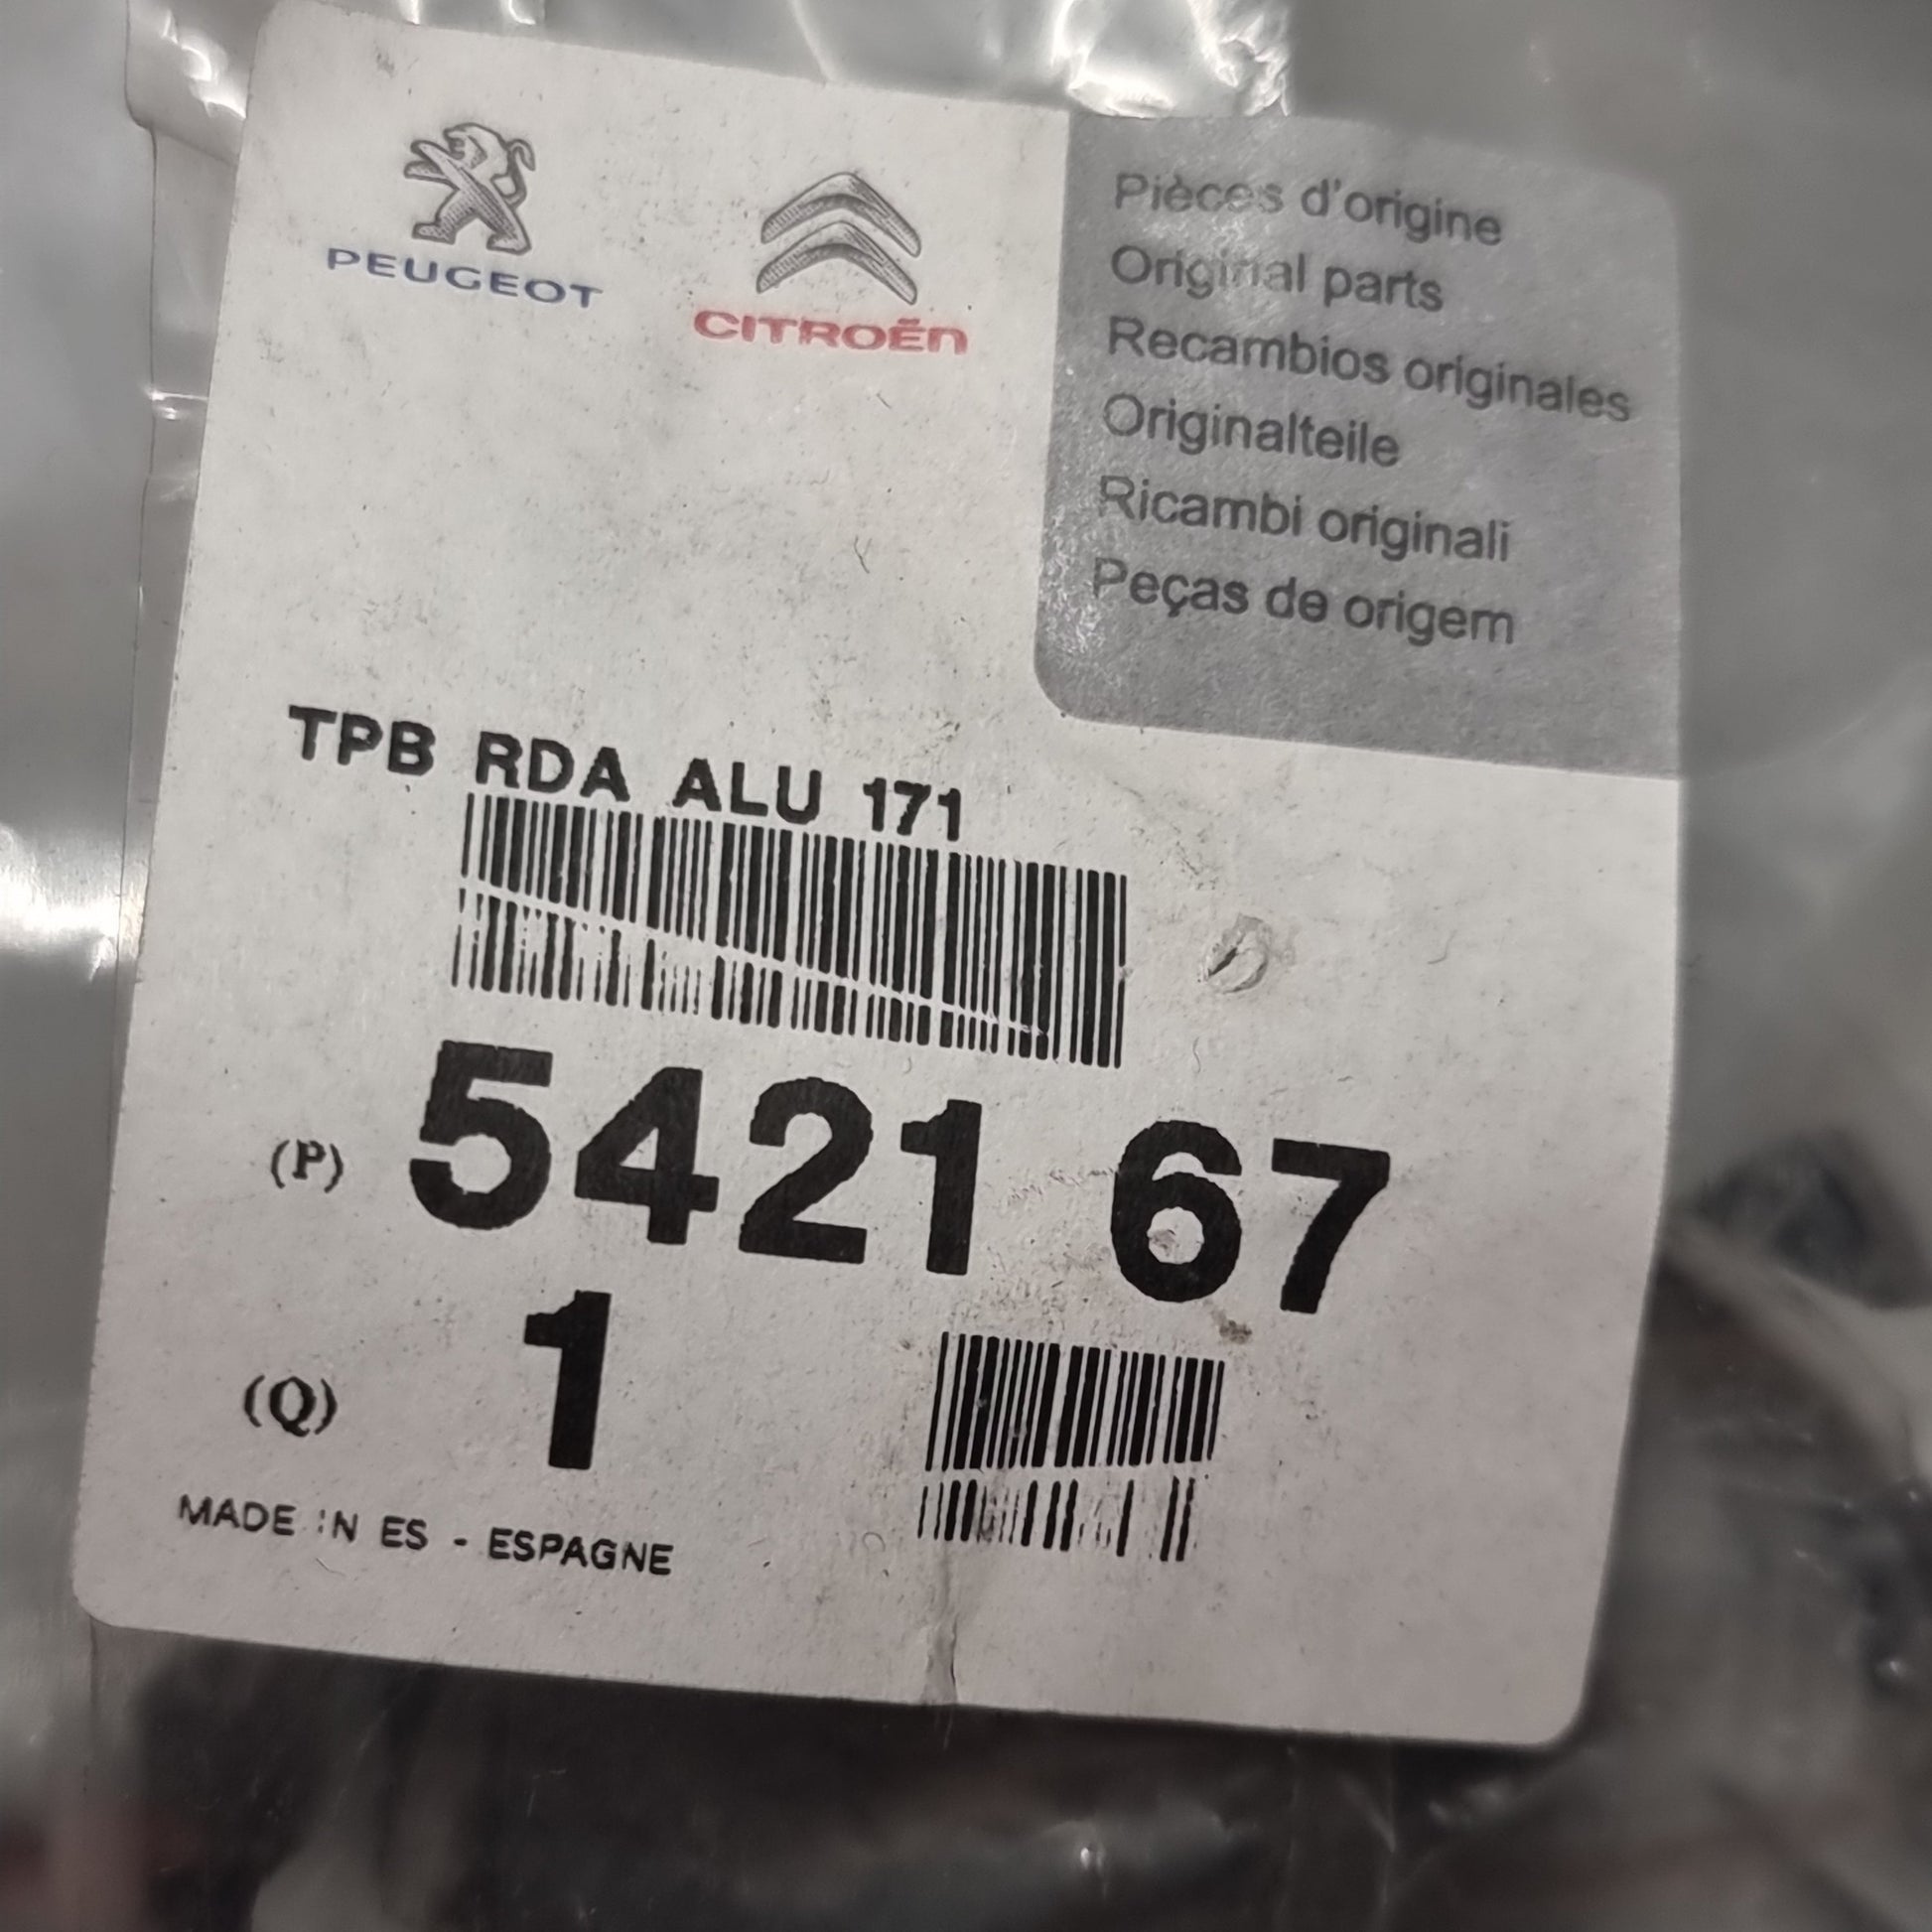 PEUGEOT
CITROËN
Pièces d'origine
Original parts
Recambios originales
Originalteile
Ricambi originali
Peças de origem
TPB RDA ALU 171
(P) 5421 67
(Q) 1
MADE IN ES - ESPAGNE